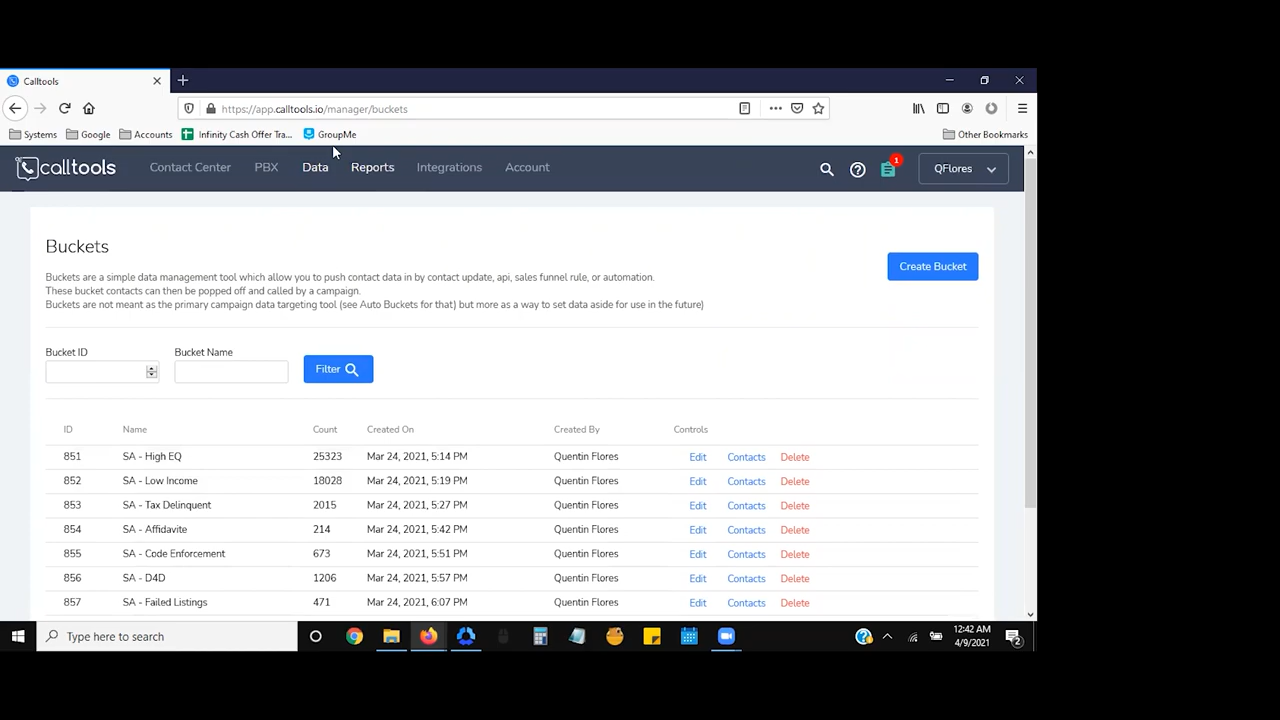 Calltools
https://app.calltools.io/manager/buckets
Systems Google Accounts Infinity Cash Offer Tra... GroupMe Other Bookmarks
calltools Contact Center PBX Data Reports Integrations Account 1 QFlores
Buckets
Create Bucket
Buckets are a simple data management tool which allow you to push contact data in by contact update, api, sales funnel rule, or automation.
These bucket contacts can then be popped off and called by a campaign.
Buckets are not meant as the primary campaign data targeting tool (see Auto Buckets for that) but more as a way to set data aside for use in the future)
Bucket ID Bucket Name
Filter
ID Name Count Created On Created By Controls
851 SA - High EQ 25323 Mar 24, 2021, 5:14 PM Quentin Flores Edit Contacts Delete
852 SA - Low Income 18028 Mar 24, 2021, 5:19 PM Quentin Flores Edit Contacts Delete
853 SA - Tax Delinquent 2015 Mar 24, 2021, 5:27 PM Quentin Flores Edit Contacts Delete
854 SA - Affidavite 214 Mar 24, 2021, 5:42 PM Quentin Flores Edit Contacts Delete
855 SA - Code Enforcement 673 Mar 24, 2021, 5:51 PM Quentin Flores Edit Contacts Delete
856 SA - D4D 1206 Mar 24, 2021, 5:57 PM Quentin Flores Edit Contacts Delete
857 SA - Failed Listings 471 Mar 24, 2021, 6:07 PM Quentin Flores Edit Contacts Delete
Type here to search
12:42 AM
4/9/2021
2